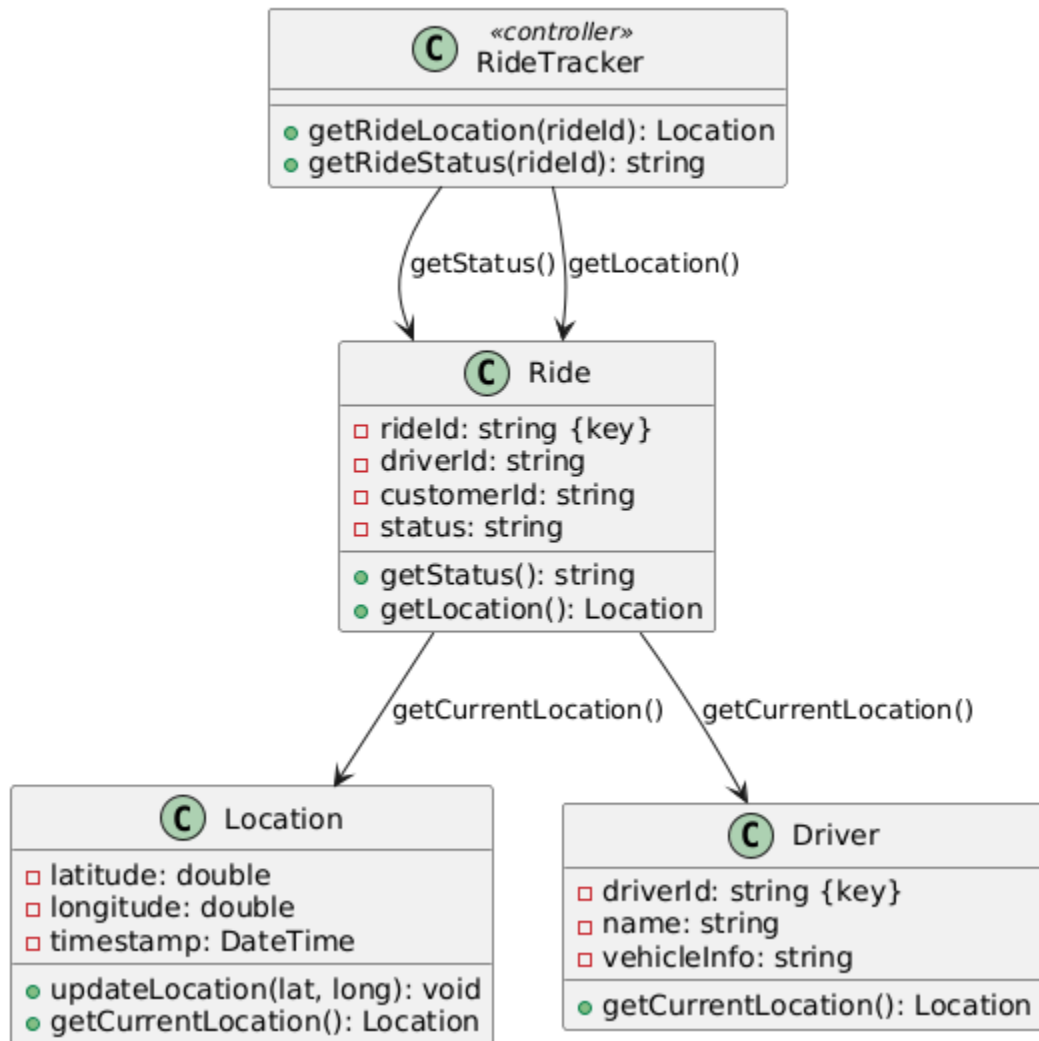 C
«controller»
RideTracker
getRideLocation(rideId): Location
getRideStatus(rideId): string
getStatus()
getLocation()
C
Ride
rideId: string {key}
driverId: string
customerId: string
status: string
getStatus(): string
getLocation(): Location
getCurrentLocation()
getCurrentLocation()
C
Location
latitude: double
longitude: double
timestamp: DateTime
updateLocation(lat, long): void
getCurrentLocation(): Location
C
Driver
driverId: string {key}
name: string
vehicleInfo: string
getCurrentLocation(): Location